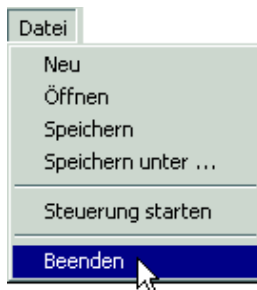 Datei
Neu
Öffnen
Speichern
Speichern unter ...
Steuerung starten
Beenden